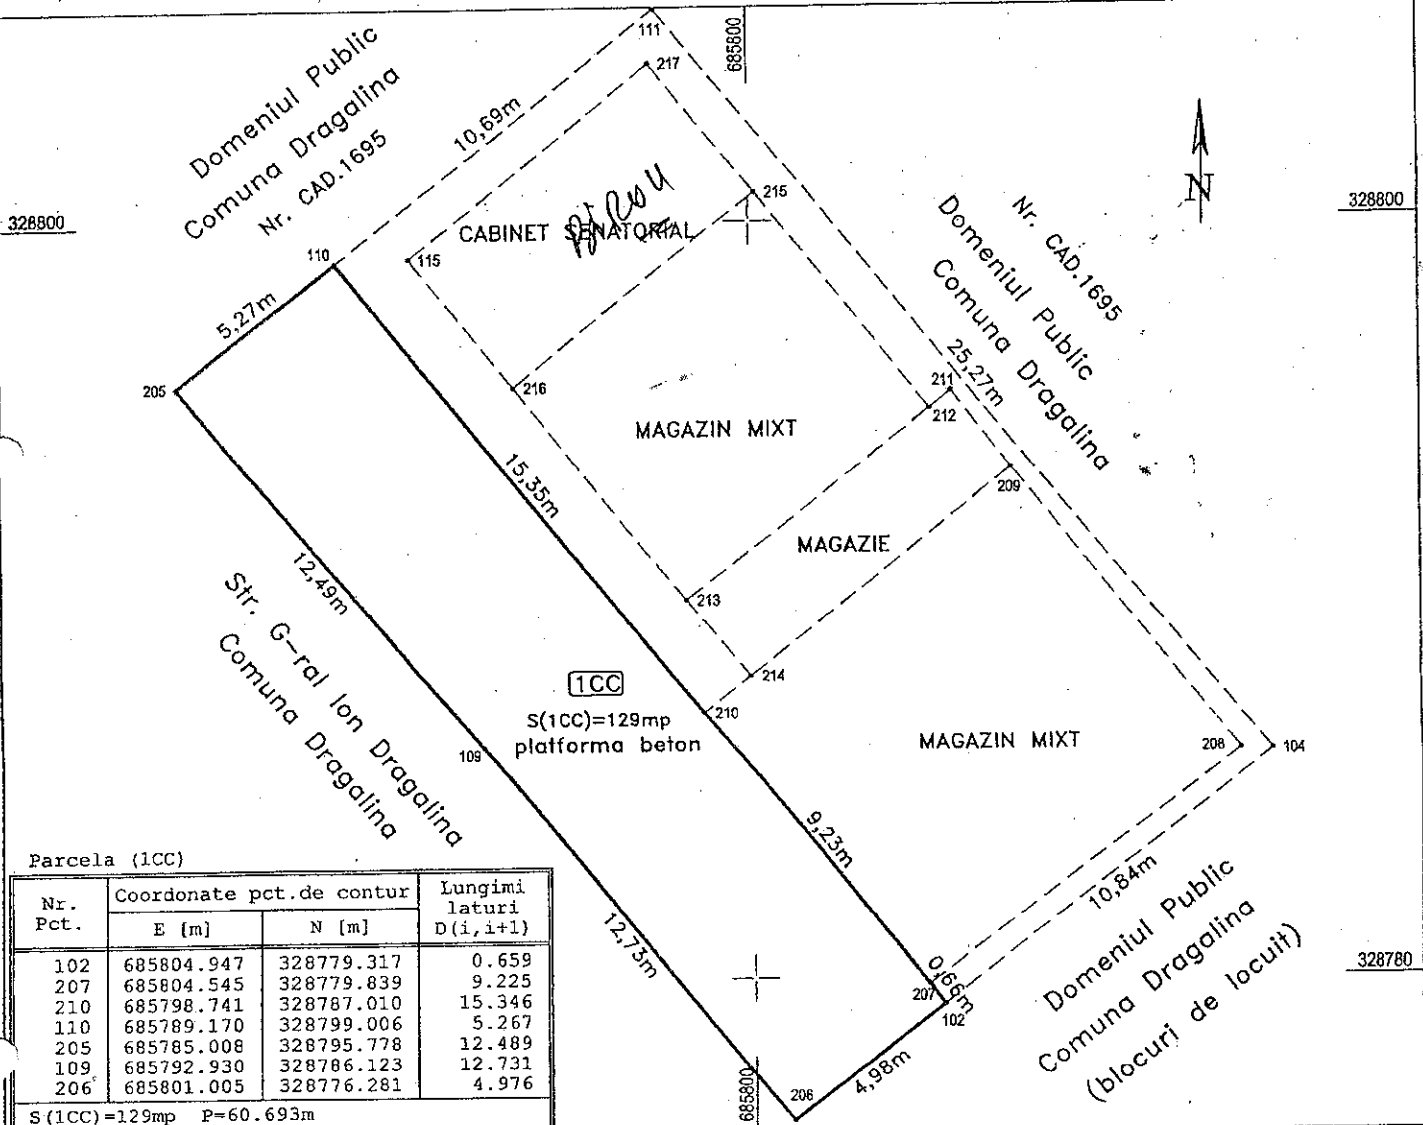 111
217
685800
Domeniul Public
Comuna Dragalina
Nr. CAD.1695
10,69m
215
N
328800
328800
CABINET SENATORIAL
BIROU
110
115
Nr. CAD.1695
Domeniul Public
Comuna Dragalina
5,27m
25,27m
205
216
211
212
MAGAZIN MIXT
15,35m
209
MAGAZIE
12,49m
213
Str. G-ral Ion Dragalina
Comuna Dragalina
214
1CC
210
S(1CC)=129mp
platforma beton
109
MAGAZIN MIXT
208
104
9,23m
10,84m
12,73m
Domeniul Public
Comuna Dragalina
(blocuri de locuit)
328780
0,66m
207
102
4,98m
206
685800
Parcela (1CC)
Nr. Pct. Coordonate pct.de contur Lungimi laturi D(i,i+1)
E [m] N [m]
102 685804.947 328779.317 0.659
207 685804.545 328779.839 9.225
210 685798.741 328787.010 15.346
110 685789.170 328799.006 5.267
205 685785.008 328795.778 12.489
109 685792.930 328786.123 12.731
206 685801.005 328776.281 4.976
S(1CC)=129mp P=60.693m